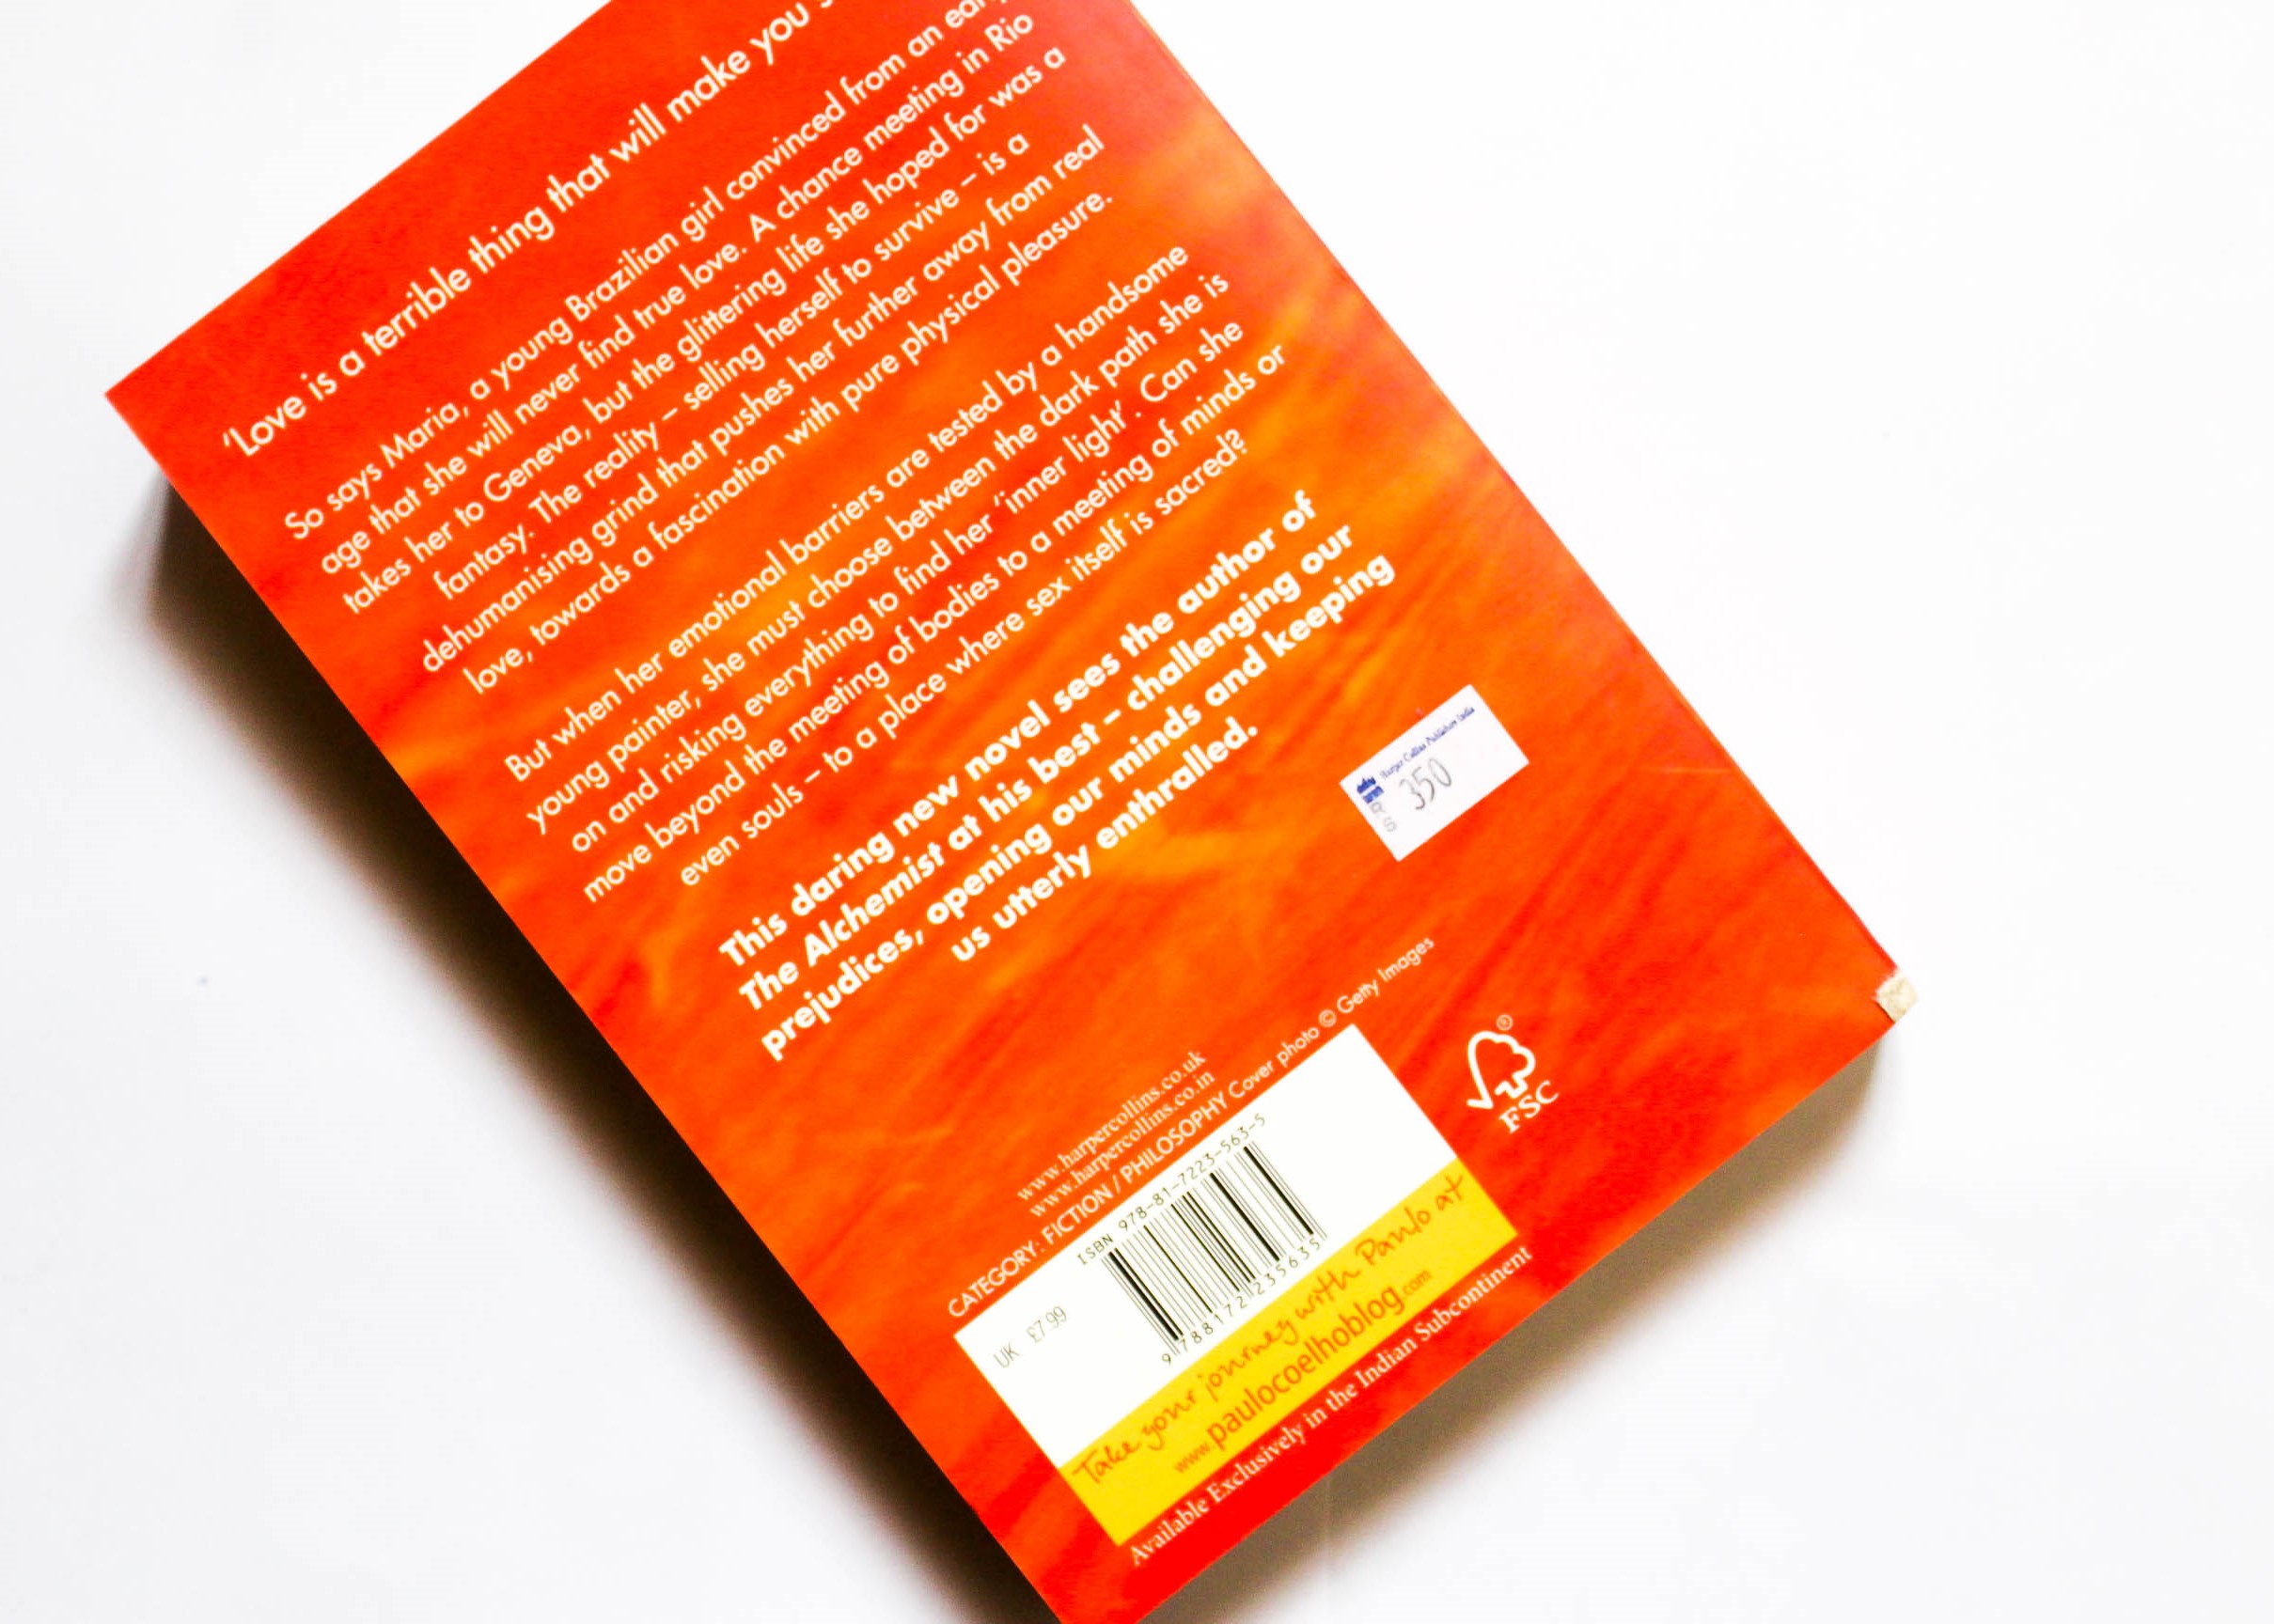 'Love is a terrible thing that will make you
So says Maria, a young Brazilian girl convinced from an
age that she will never find true love. A chance meeting in Rio
takes her to Geneva, but the glittering life she hoped for was a
fantasy. The reality – selling herself to survive – is a
dehumanising grind that pushes her further away from real
love, towards a fascination with pure physical pleasure.
But when her emotional barriers are tested by a handsome
young painter, she must choose between the dark path she is
on and risking everything to find her 'inner light'. Can she
move beyond the meeting of bodies to a meeting of minds or
even souls – to a place where sex itself is sacred?
This daring new novel sees the author of
The Alchemist at his best – challenging our
prejudices, opening our minds and keeping
us utterly enthralled.
Harper Collins Publishers India
RS 350
www.harpercollins.co.uk
www.harpercollins.co.in
CATEGORY: FICTION / PHILOSOPHY Cover photo © Getty Images
ISBN 978-81-7223-563-5
UK £7.99
9 788172 235635
FSC
®
Take your journey with Paulo at
www.paulocoelhoblog.com
Available Exclusively in the Indian Subcontinent